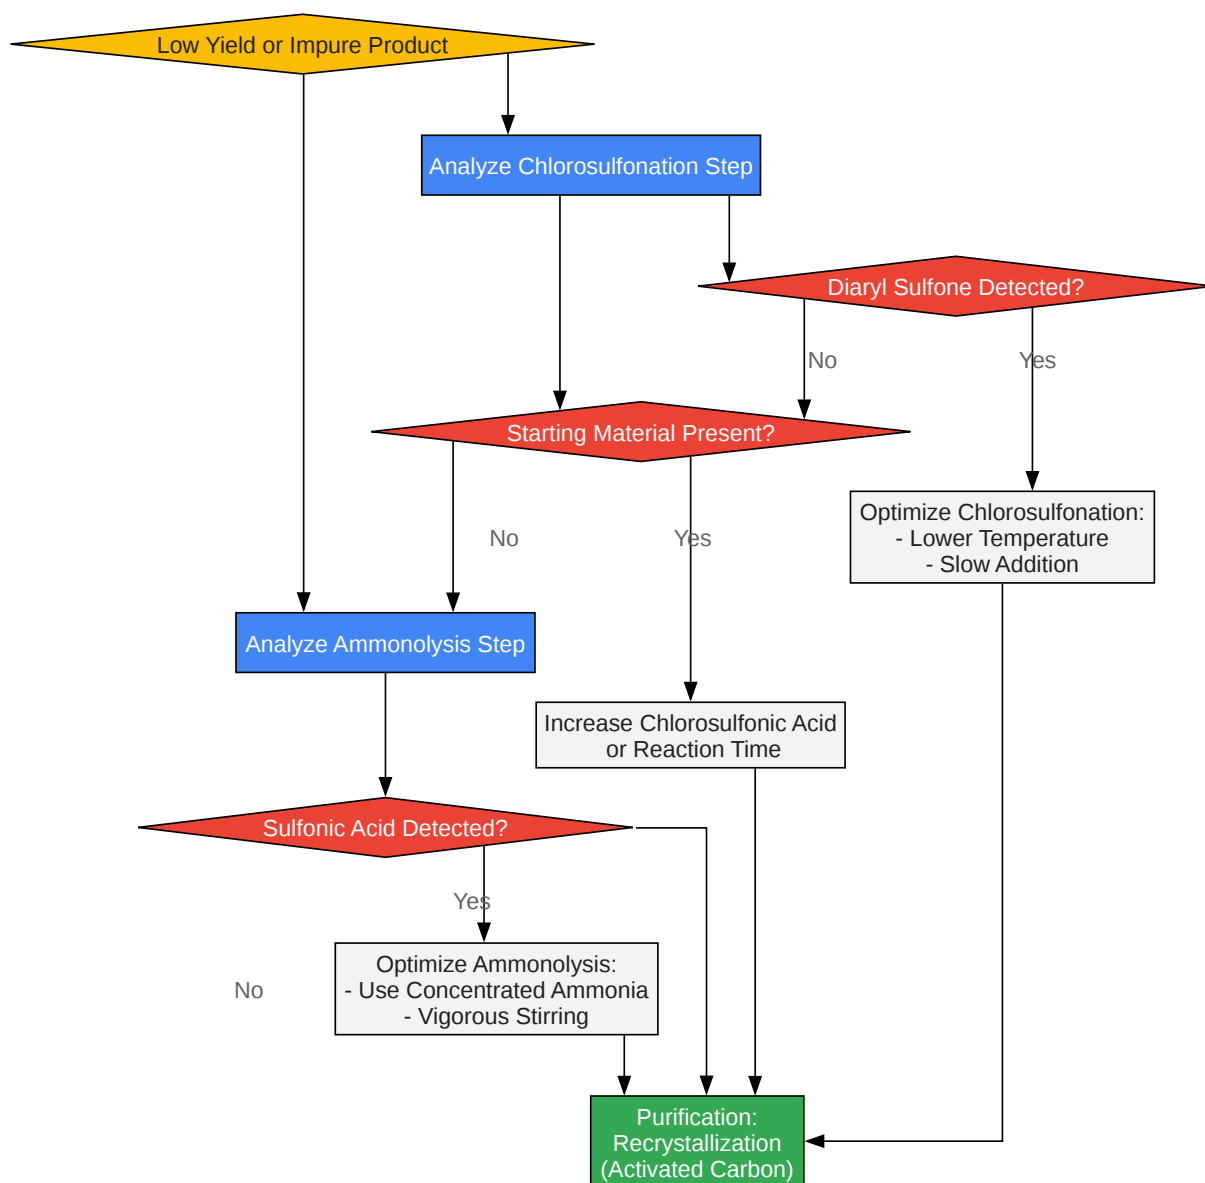 Low Yield or Impure Product
Analyze Chlorosulfonation Step
Diaryl Sulfone Detected?
No
Yes
Starting Material Present?
Optimize Chlorosulfonation:
- Lower Temperature
- Slow Addition
No
Yes
Analyze Ammonolysis Step
Increase Chlorosulfonic Acid
or Reaction Time
Sulfonic Acid Detected?
Yes
No
Optimize Ammonolysis:
- Use Concentrated Ammonia
- Vigorous Stirring
Purification:
Recrystallization
(Activated Carbon)